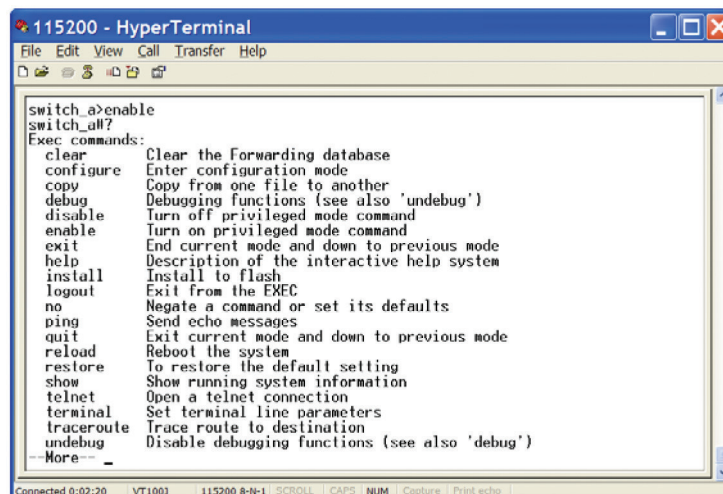 115200 - HyperTerminal
File Edit View Call Transfer Help
switch_a>enable
switch_a#?
Exec commands:
clear Clear the Forwarding database
configure Enter configuration mode
copy Copy from one file to another
debug Debugging functions (see also 'undebug')
disable Turn off privileged mode command
enable Turn on privileged mode command
exit End current mode and down to previous mode
help Description of the interactive help system
install Install to flash
logout Exit from the EXEC
no Negate a command or set its defaults
ping Send echo messages
quit Exit current mode and down to previous mode
reload Reboot the system
restore To restore the default setting
show Show running system information
telnet Open a telnet connection
terminal Set terminal line parameters
traceroute Trace route to destination
undebug Disable debugging functions (see also 'debug')
--More-- _
Connected 0:02:20 VT100J 115200 8-N-1 SCROLL CAPS NUM Capture Print echo